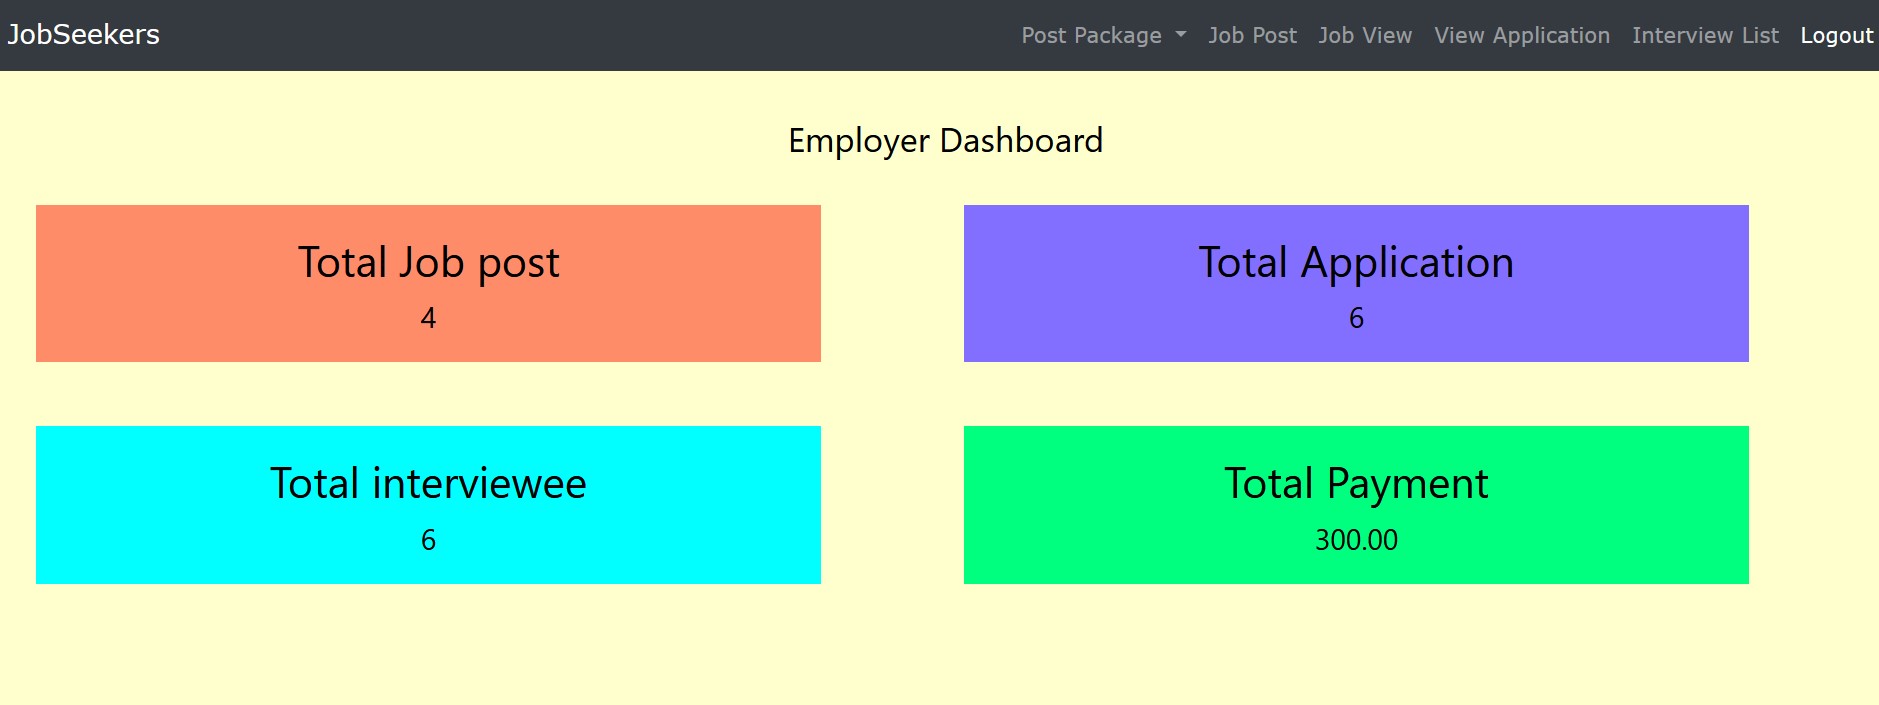 JobSeekers
Post Package Job Post Job View View Application Interview List Logout
Employer Dashboard
Total Job post
4
Total Application
6
Total interviewee
6
Total Payment
300.00